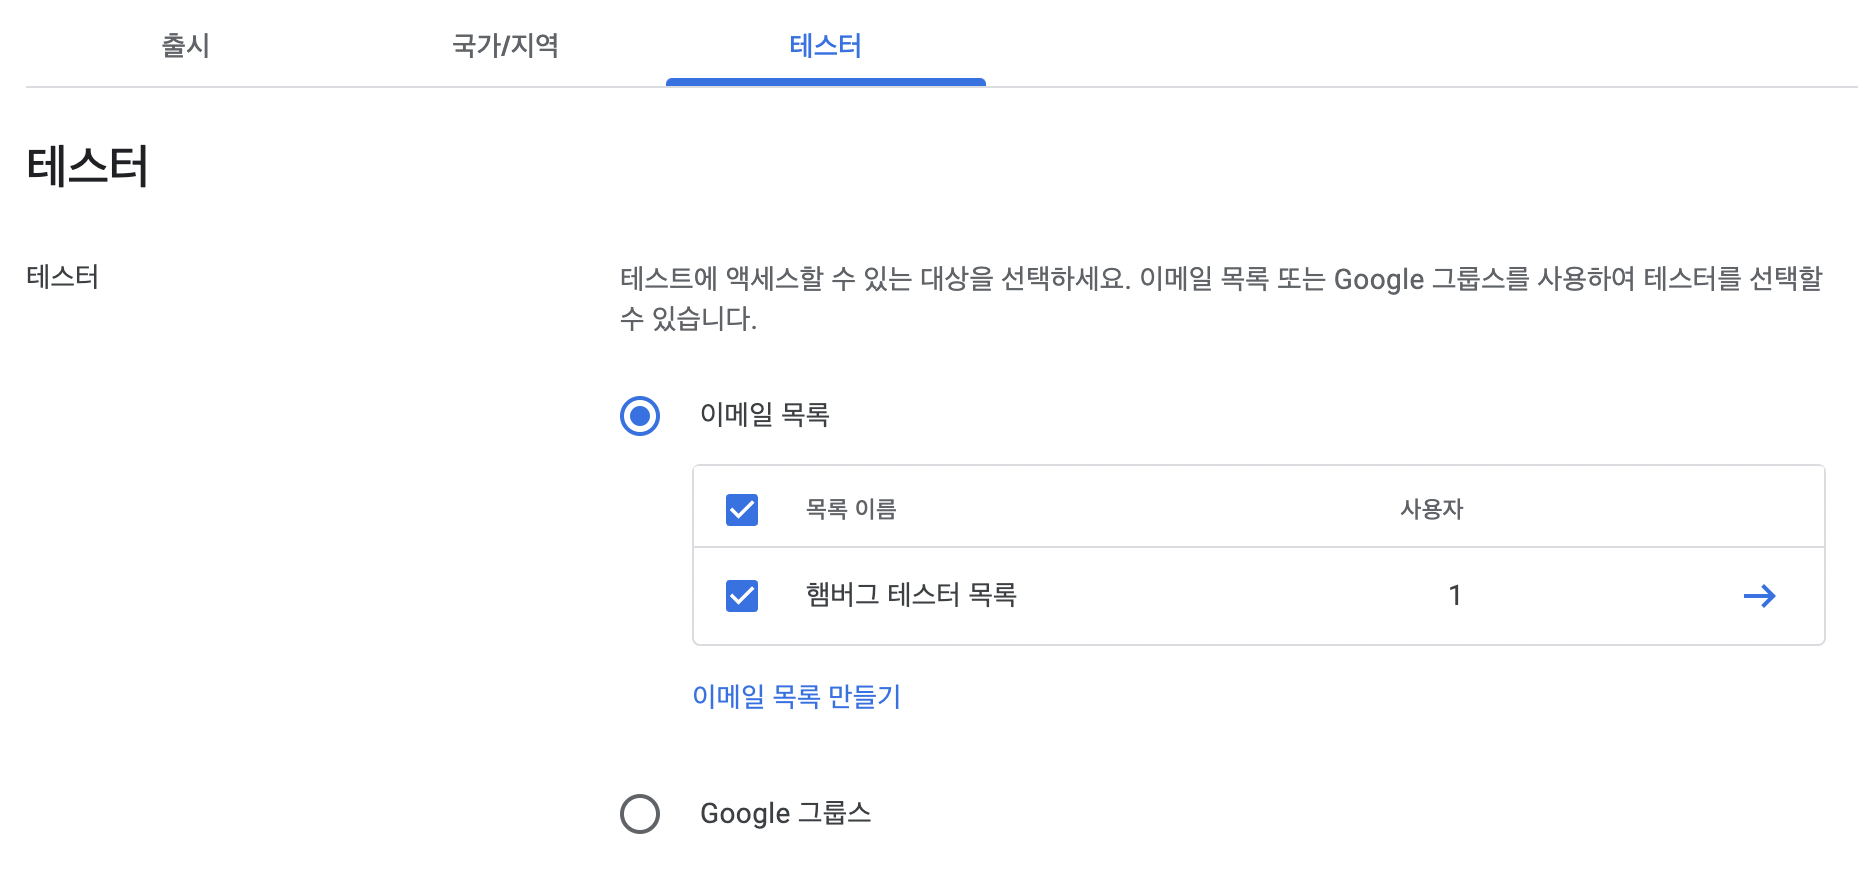 출시
국가/지역
테스터
테스터
테스터
테스트에 액세스할 수 있는 대상을 선택하세요. 이메일 목록 또는 Google 그룹스를 사용하여 테스터를 선택할
수 있습니다.
이메일 목록
목록 이름
사용자
햄버그 테스터 목록
1
이메일 목록 만들기
Google 그룹스